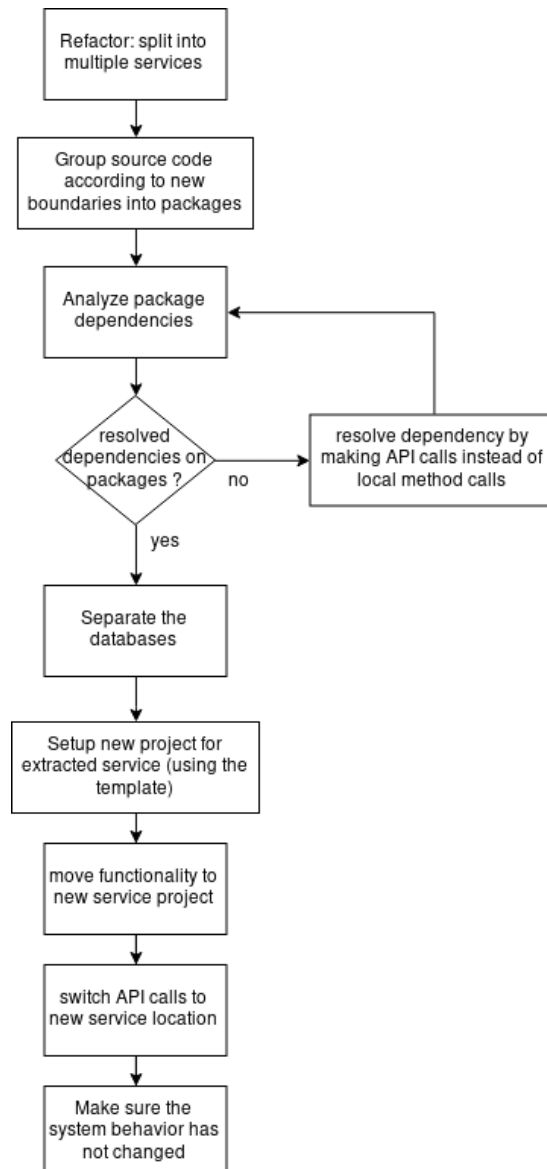 Refactor: split into
multiple services
Group source code
according to new
boundaries into packages
Analyze package
dependencies
resolved
dependencies on
packages ?
no
resolve dependency by
making API calls instead of
local method calls
yes
Separate the
databases
Setup new project for
extracted service (using the
template)
move functionality to
new service project
switch API calls to
new service location
Make sure the
system behavior has
not changed